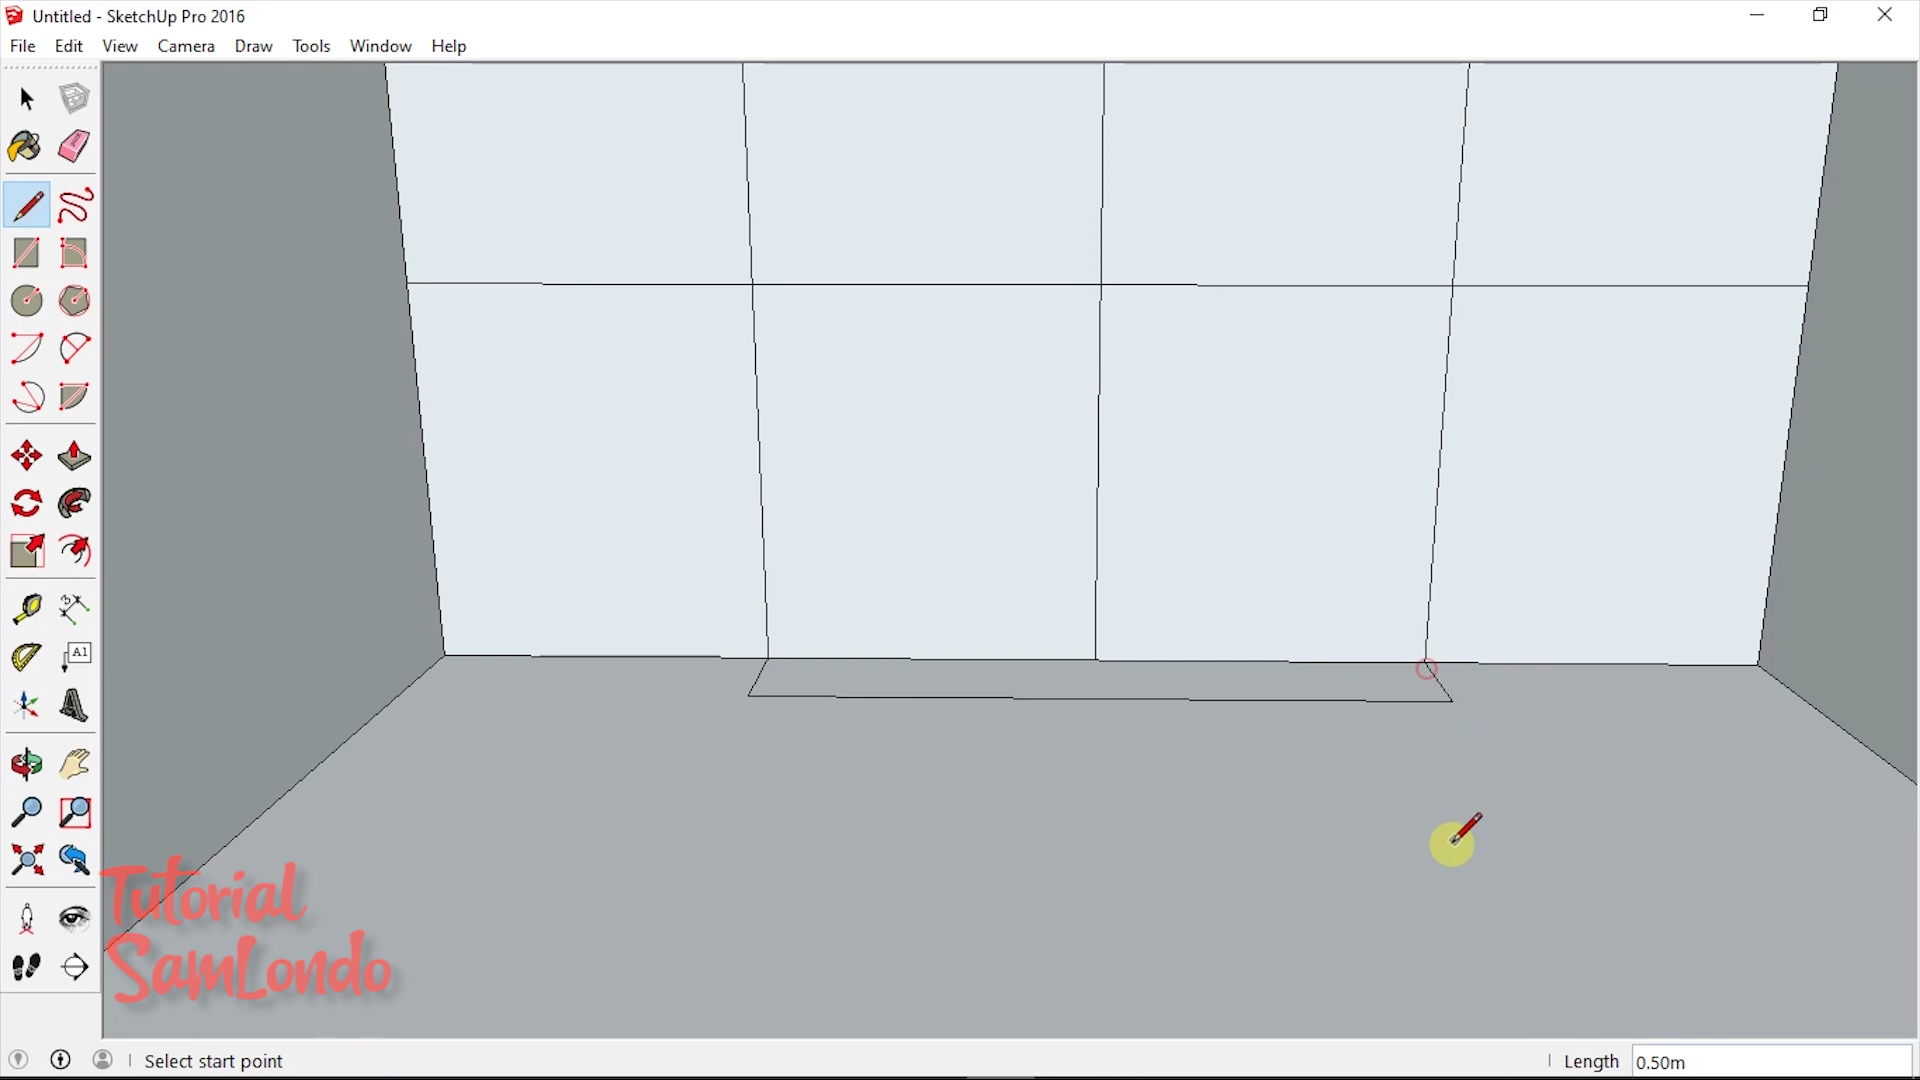 Untitled - SketchUp Pro 2016
File Edit View Camera Draw Tools Window Help
A1
Tutorial
SamLondo
Select start point
Length 0.50m